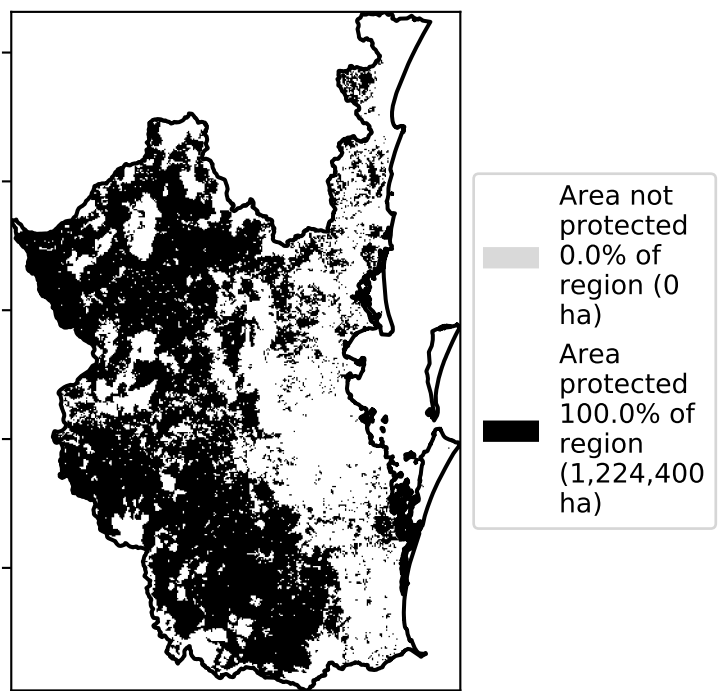 Area not
protected
0.0% of
region (0
ha)
Area
protected
100.0% of
region
(1,224,400
ha)